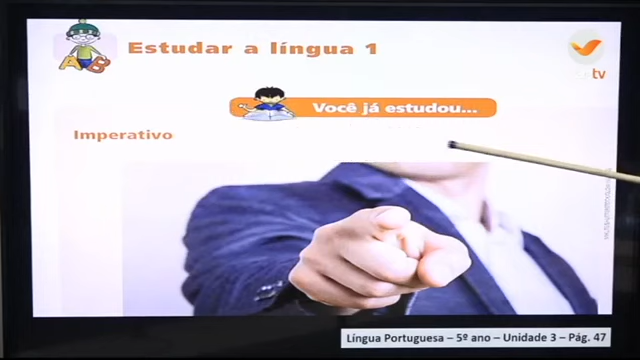 Estudar a língua 1
tv
Você já estudou...
Imperativo
A B
Língua Portuguesa – 5º ano – Unidade 3 – Pág. 47